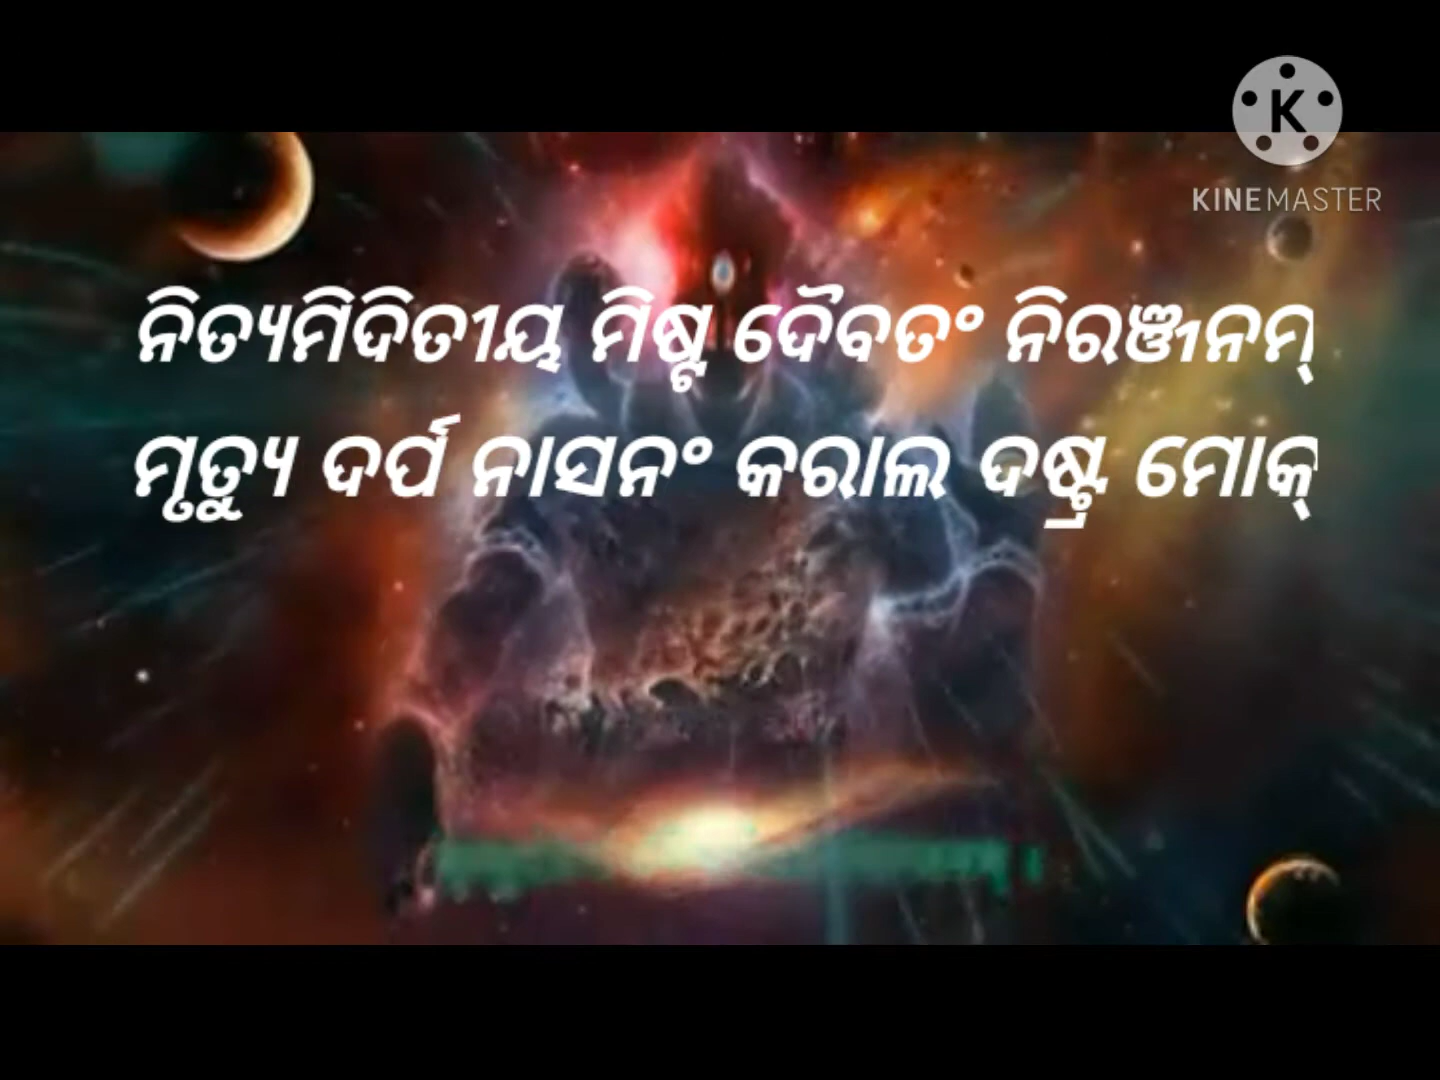 KINEMASTER
ନିତ୍ୟମିଦିତୀୟ ମିଷ୍ଟ ଦୈବତଂ ନିରଞ୍ଜନମ୍
ମୃତ୍ୟୁ ଦର୍ପ ନାସନଂ କରାଲ ଦଷ୍ଟ୍ର ମୋକ୍